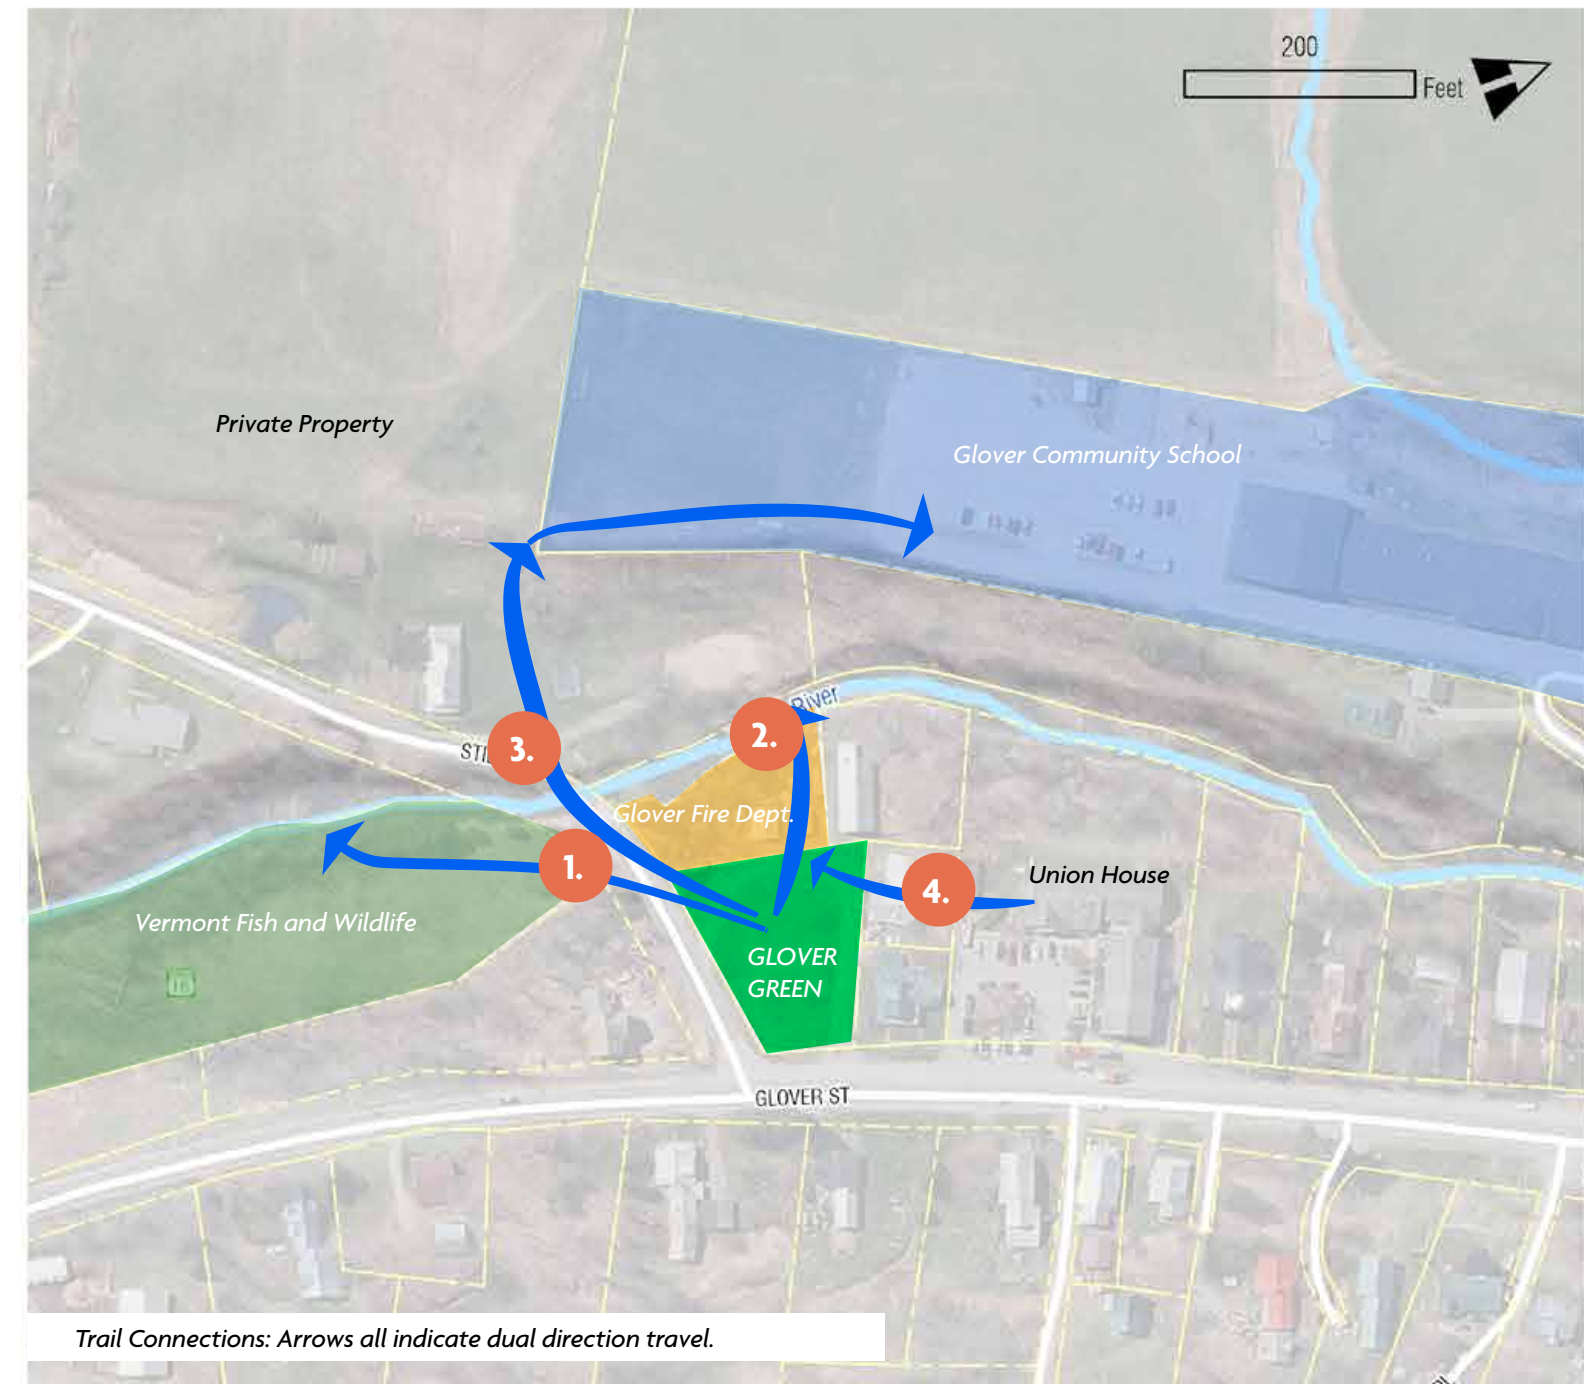 200
Feet
Private Property
Glover Community School
River
2.
3.
Glover Fire Dept.
1.
4.
Union House
Vermont Fish and Wildlife
GLOVER
GREEN
16
GLOVER ST
Trail Connections: Arrows all indicate dual direction travel.